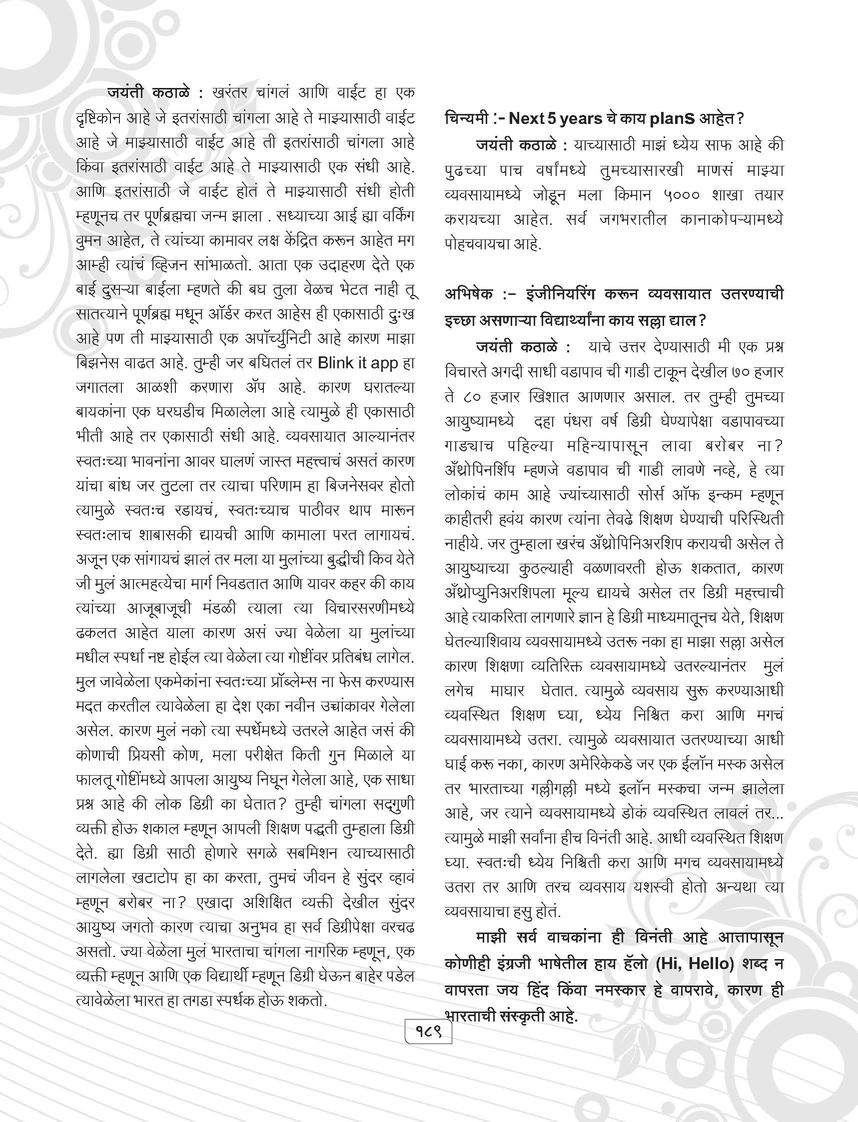 जयंती कठाळे : खरंतर चांगलं आणि वाईट हा एक
दृष्टिकोन आहे जे इतरांसाठी चांगला आहे ते माझ्यासाठी वाईट
आहे जे माझ्यासाठी वाईट आहे ती इतरांसाठी चांगला आहे
किंवा इतरांसाठी वाईट आहे ते माझ्यासाठी एक संधी आहे.
आणि इतरांसाठी जे वाईट होतं ते माझ्यासाठी संधी होती
म्हणूनच तर पूर्णब्रह्मचा जन्म झाला . सध्याच्या आई ह्या वर्किंग
वुमन आहेत, ते त्यांच्या कामावर लक्ष केंद्रित करून आहेत मग
आम्ही त्यांचं व्हिजन सांभाळतो. आता एक उदाहरण देते एक
बाई दुसऱ्या बाईला म्हणते की बघ तुला वेळच भेटत नाही तू
सातत्याने पूर्णब्रह्म मधून ऑर्डर करत आहेस ही एकासाठी दुःख
आहे पण ती माझ्यासाठी एक अपॉर्च्युनिटी आहे कारण माझा
बिझनेस वाढत आहे. तुम्ही जर बघितलं तर Blink it app हा
जगातला आळशी करणारा ॲप आहे. कारण घरातल्या
बायकांना एक घरघडीच मिळालेला आहे त्यामुळे ही एकासाठी
भीती आहे तर एकासाठी संधी आहे. व्यवसायात आल्यानंतर
स्वतःच्या भावनांना आवर घालणं जास्त महत्त्वाचं असतं कारण
यांचा बांध जर तुटला तर त्याचा परिणाम हा बिजनेसवर होतो
त्यामुळे स्वतःच रडायचं, स्वतःच्याच पाठीवर थाप मारून
स्वतःलाच शाबासकी द्यायची आणि कामाला परत लागायचं.
अजून एक सांगायचं झालं तर मला या मुलांच्या बुद्धीची किव येते
जी मुलं आत्महत्येचा मार्ग निवडतात आणि यावर कहर की काय
त्यांच्या आजूबाजूची मंडळी त्याला त्या विचारसरणीमध्ये
ढकलत आहेत याला कारण असं ज्या वेळेला या मुलांच्या
मधील स्पर्धा नष्ट होईल त्या वेळेला त्या गोष्टींवर प्रतिबंध लागेल.
मुल जावेळेला एकमेकांना स्वतःच्या प्रॉब्लेम्स ना फेस करण्यास
मदत करतील त्यावेळेला हा देश एका नवीन उच्चांकावर गेलेला
असेल. कारण मुलं नको त्या स्पर्धेमध्ये उतरले आहेत जसं की
कोणाची प्रियसी कोण, मला परीक्षेत किती गुन मिळाले या
फालतू गोष्टींमध्ये आपला आयुष्य निघून गेलेला आहे, एक साधा
प्रश्न आहे की लोक डिग्री का घेतात? तुम्ही चांगला सद्गुणी
व्यक्ती होऊ शकाल म्हणून आपली शिक्षण पद्धती तुम्हाला डिग्री
देते. ह्या डिग्री साठी होणारे सगळे सबमिशन त्याच्यासाठी
लागलेला खटाटोप हा का करता, तुमचं जीवन हे सुंदर व्हावं
म्हणून बरोबर ना? एखादा अशिक्षित व्यक्ती देखील सुंदर
आयुष्य जगतो कारण त्याचा अनुभव हा सर्व डिग्रीपेक्षा वरचढ
असतो. ज्या वेळेला मुलं भारताचा चांगला नागरिक म्हणून, एक
व्यक्ती म्हणून आणि एक विद्यार्थी म्हणून डिग्री घेऊन बाहेर पडेल
त्यावेळेला भारत हा तगडा स्पर्धक होऊ शकतो.
चिन्यमी :- Next 5 years चे काय planS आहेत?
जयंती कठाळे : याच्यासाठी माझं ध्येय साफ आहे की
पुढच्या पाच वर्षांमध्ये तुमच्यासारखी माणसं माझ्या
व्यवसायामध्ये जोडून मला किमान ५००० शाखा तयार
करायच्या आहेत. सर्व जगभरातील कानाकोपऱ्यामध्ये
पोहचवायचा आहे.
अभिषेक :- इंजीनियरिंग करून व्यवसायात उतरण्याची
इच्छा असणाऱ्या विद्यार्थ्यांना काय सल्ला द्याल?
जयंती कठाळे : याचे उत्तर देण्यासाठी मी एक प्रश्न
विचारते अगदी साधी वडापाव ची गाडी टाकून देखील ७० हजार
ते ८० हजार खिशात आणणार असाल. तर तुम्ही तुमच्या
आयुष्यामध्ये दहा पंधरा वर्ष डिग्री घेण्यापेक्षा वडापावच्या
गाड्याच पहिल्या महिन्यापासून लावा बरोबर ना?
अँथ्रोपिनर्शिप म्हणजे वडापाव ची गाडी लावणे नव्हे, हे त्या
लोकांचं काम आहे ज्यांच्यासाठी सोर्स ऑफ इन्कम म्हणून
काहीतरी हवंय कारण त्यांना तेवढे शिक्षण घेण्याची परिस्थिती
नाहीये. जर तुम्हाला खरंच अँथ्रोपिनिअरशिप करायची असेल ते
आयुष्याच्या कुठल्याही वळणावरती होऊ शकतात, कारण
अँथ्रोप्युनिअरशिपला मूल्य द्यायचे असेल तर डिग्री महत्त्वाची
आहे त्याकरिता लागणारे ज्ञान हे डिग्री माध्यमातूनच येते, शिक्षण
घेतल्याशिवाय व्यवसायामध्ये उतरू नका हा माझा सल्ला असेल
कारण शिक्षणा व्यतिरिक्त व्यवसायामध्ये उतरल्यानंतर मुलं
लगेच माघार घेतात. त्यामुळे व्यवसाय सुरू करण्याआधी
व्यवस्थित शिक्षण घ्या, ध्येय निश्चित करा आणि मगचं
व्यवसायामध्ये उतरा. त्यामुळे व्यवसायात उतरण्याच्या आधी
घाई करू नका, कारण अमेरिकेकडे जर एक ईलॉन मस्क असेल
तर भारताच्या गल्लीगल्ली मध्ये इलॉन मस्कचा जन्म झालेला
आहे, जर त्याने व्यवसायामध्ये डोकं व्यवस्थित लावलं तर...
त्यामुळे माझी सर्वांना हीच विनंती आहे. आधी व्यवस्थित शिक्षण
घ्या. स्वतःची ध्येय निश्चिती करा आणि मगच व्यवसायामध्ये
उतरा तर आणि तरच व्यवसाय यशस्वी होतो अन्यथा त्या
व्यवसायाचा हसु होतं.
माझी सर्व वाचकांना ही विनंती आहे आत्तापासून
कोणीही इंग्रजी भाषेतील हाय हॅलो (Hi, Hello) शब्द न
वापरता जय हिंद किंवा नमस्कार हे वापरावे, कारण ही
भारताची संस्कृती आहे.
१८९